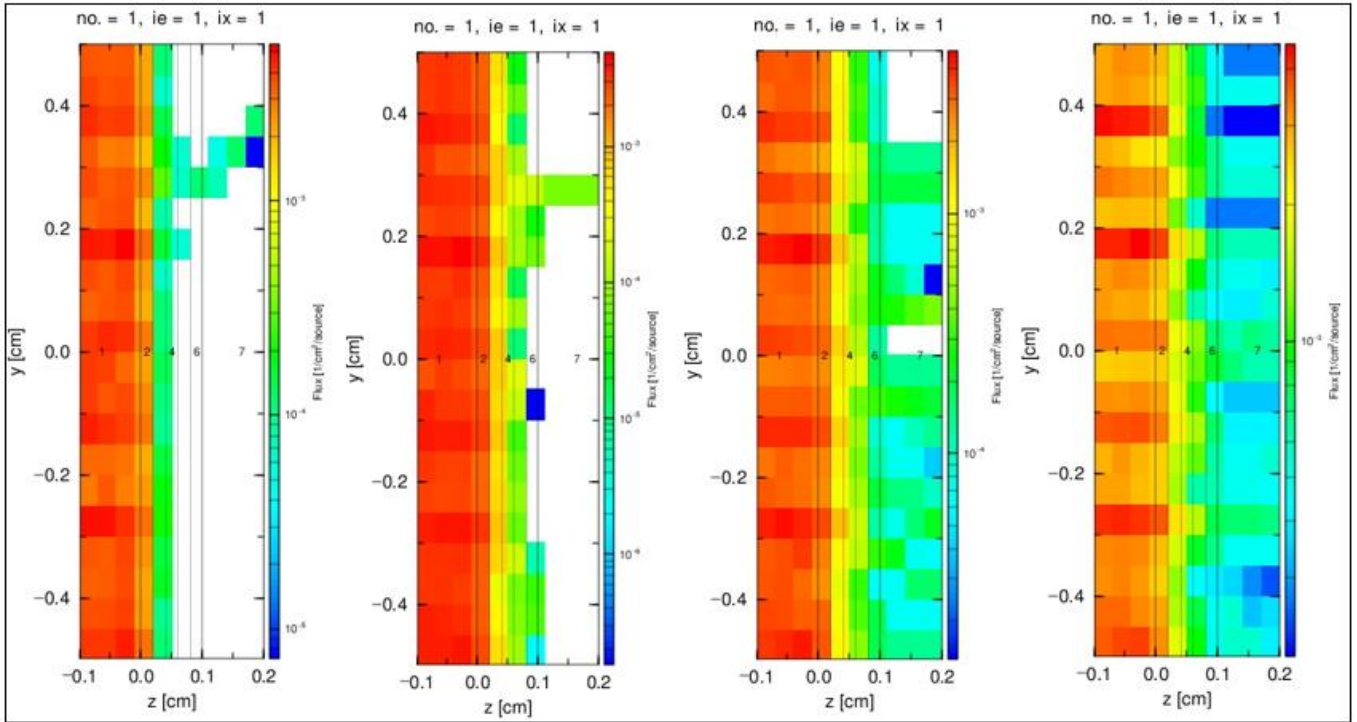 no. = 1, ie = 1, ix = 1
0.4
0.2
0.0
−0.2
−0.4
y [cm]
1 2 4 6 7
−0.1 0.0 0.1 0.2
z [cm]
10⁻³
10⁻⁴
10⁻⁵
Flux [1/cm²/source]
no. = 1, ie = 1, ix = 1
0.4
0.2
0.0
−0.2
−0.4
y [cm]
1 2 4 6 7
−0.1 0.0 0.1 0.2
z [cm]
10⁻³
10⁻⁴
10⁻⁵
10⁻⁶
Flux [1/cm²/source]
no. = 1, ie = 1, ix = 1
0.4
0.2
0.0
−0.2
−0.4
y [cm]
1 2 4 6 7
−0.1 0.0 0.1 0.2
z [cm]
10⁻³
10⁻⁴
Flux [1/cm²/source]
no. = 1, ie = 1, ix = 1
0.4
0.2
0.0
−0.2
−0.4
y [cm]
1 2 4 6 7
−0.1 0.0 0.1 0.2
z [cm]
10⁻³
Flux [1/cm²/source]